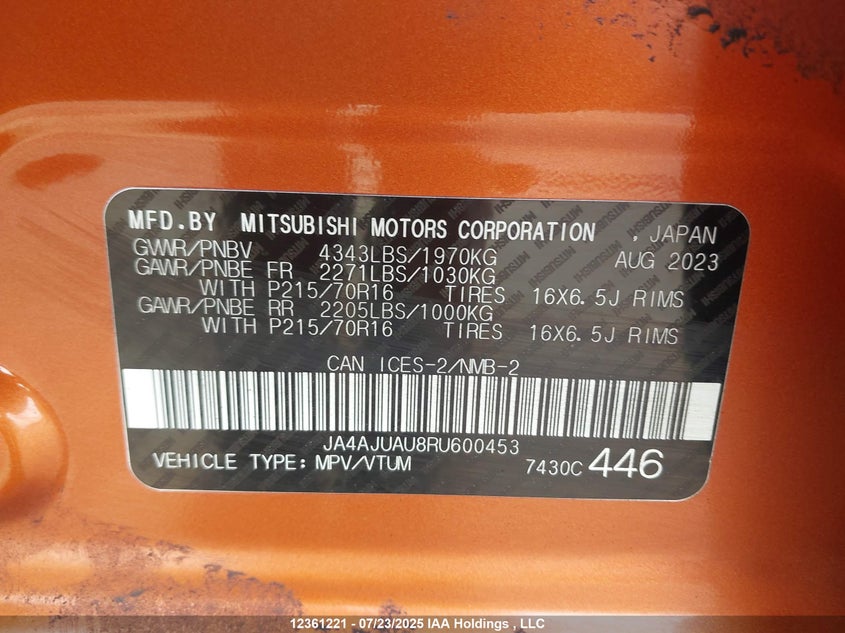 MFD.BY MITSUBISHI MOTORS CORPORATION , JAPAN
GVWR/PNBV 4343LBS/1970KG AUG 2023
GAWR/PNBE FR 2271LBS/1030KG
WITH P215/70R16 TIRES 16X6.5J RIMS
GAWR/PNBE RR 2205LBS/1000KG
WITH P215/70R16 TIRES 16X6.5J RIMS
CAN ICES-2/NMB-2
JA4AJUAU8RU600453
VEHICLE TYPE:MPV/VTUM 7430C 446
12361221 - 07/23/2025 IAA Holdings , LLC